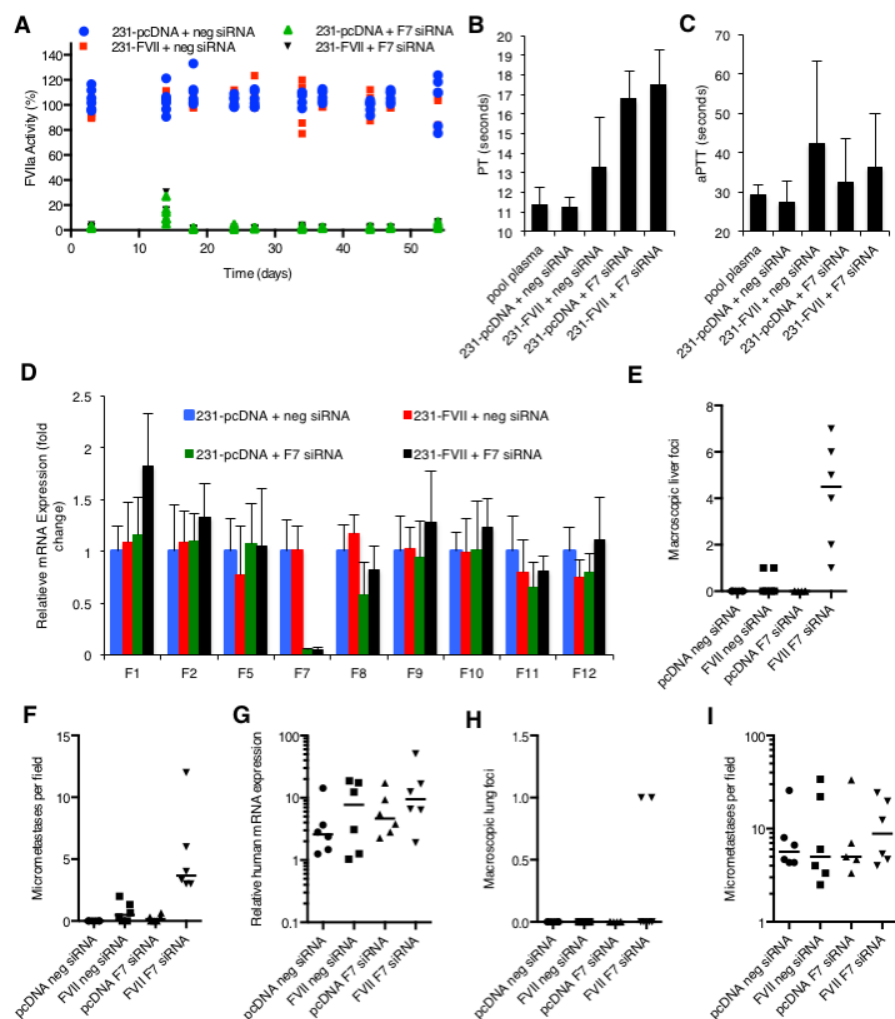 A
231-pcDNA + neg siRNA
231-FVII + neg siRNA
231-pcDNA + F7 siRNA
231-FVII + F7 siRNA
FVIIa Activity (%)
140
120
100
80
60
40
20
0
0 10 20 30 40 50
Time (days)
B
PT (seconds)
20
19
18
17
16
15
14
13
12
11
10
pool plasma
231-pcDNA + neg siRNA
231-FVII + neg siRNA
231-pcDNA + F7 siRNA
231-FVII + F7 siRNA
C
aPTT (seconds)
70
60
50
40
30
20
pool plasma
231-pcDNA + neg siRNA
231-FVII + neg siRNA
231-pcDNA + F7 siRNA
231-FVII + F7 siRNA
D
Relatieve mRNA Expression (fold
change)
2.5
2
1.5
1
0.5
0
231-pcDNA + neg siRNA
231-FVII + neg siRNA
231-pcDNA + F7 siRNA
231-FVII + F7 siRNA
F1 F2 F5 F7 F8 F9 F10 F11 F12
E
Macroscopic liver foci
8
6
4
2
0
pcDNA neg siRNA
FVII neg siRNA
pcDNA F7 siRNA
FVII F7 siRNA
F
Micrometastases per field
15
10
5
0
pcDNA neg siRNA
FVII neg siRNA
pcDNA F7 siRNA
FVII F7 siRNA
G
Relative human mRNA expression
100
10
1
0.1
pcDNA neg siRNA
FVII neg siRNA
pcDNA F7 siRNA
FVII F7 siRNA
H
Macroscopic lung foci
1.5
1.0
0.5
0.0
pcDNA neg siRNA
FVII neg siRNA
pcDNA F7 siRNA
FVII F7 siRNA
I
Micrometastases per field
100
10
1
pcDNA neg siRNA
FVII neg siRNA
pcDNA F7 siRNA
FVII F7 siRNA